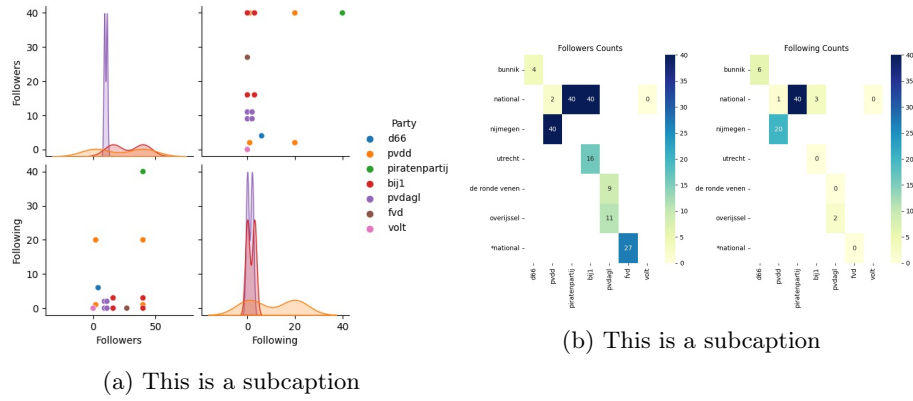 40
30
20
10
0
Followers
40
30
20
10
0
Following
0
50
Followers
0
20
40
Following
Party
d66
pvdd
piratenpartij
bij1
pvdagl
fvd
volt
(a) This is a subcaption
Followers Counts
bunnik
national
nijmegen
utrecht
de ronde venen
overijssel
*national
4
2 40 40 0
40
16
9
11
27
d66
pvdd
piratenpartij
bij1
pvdagl
fvd
volt
40
35
30
25
20
15
10
5
0
Following Counts
bunnik
national
nijmegen
utrecht
de ronde venen
overijssel
*national
6
1 40 3 0
20
0
0
2
0
d66
pvdd
piratenpartij
bij1
pvdagl
fvd
volt
40
35
30
25
20
15
10
5
0
(b) This is a subcaption